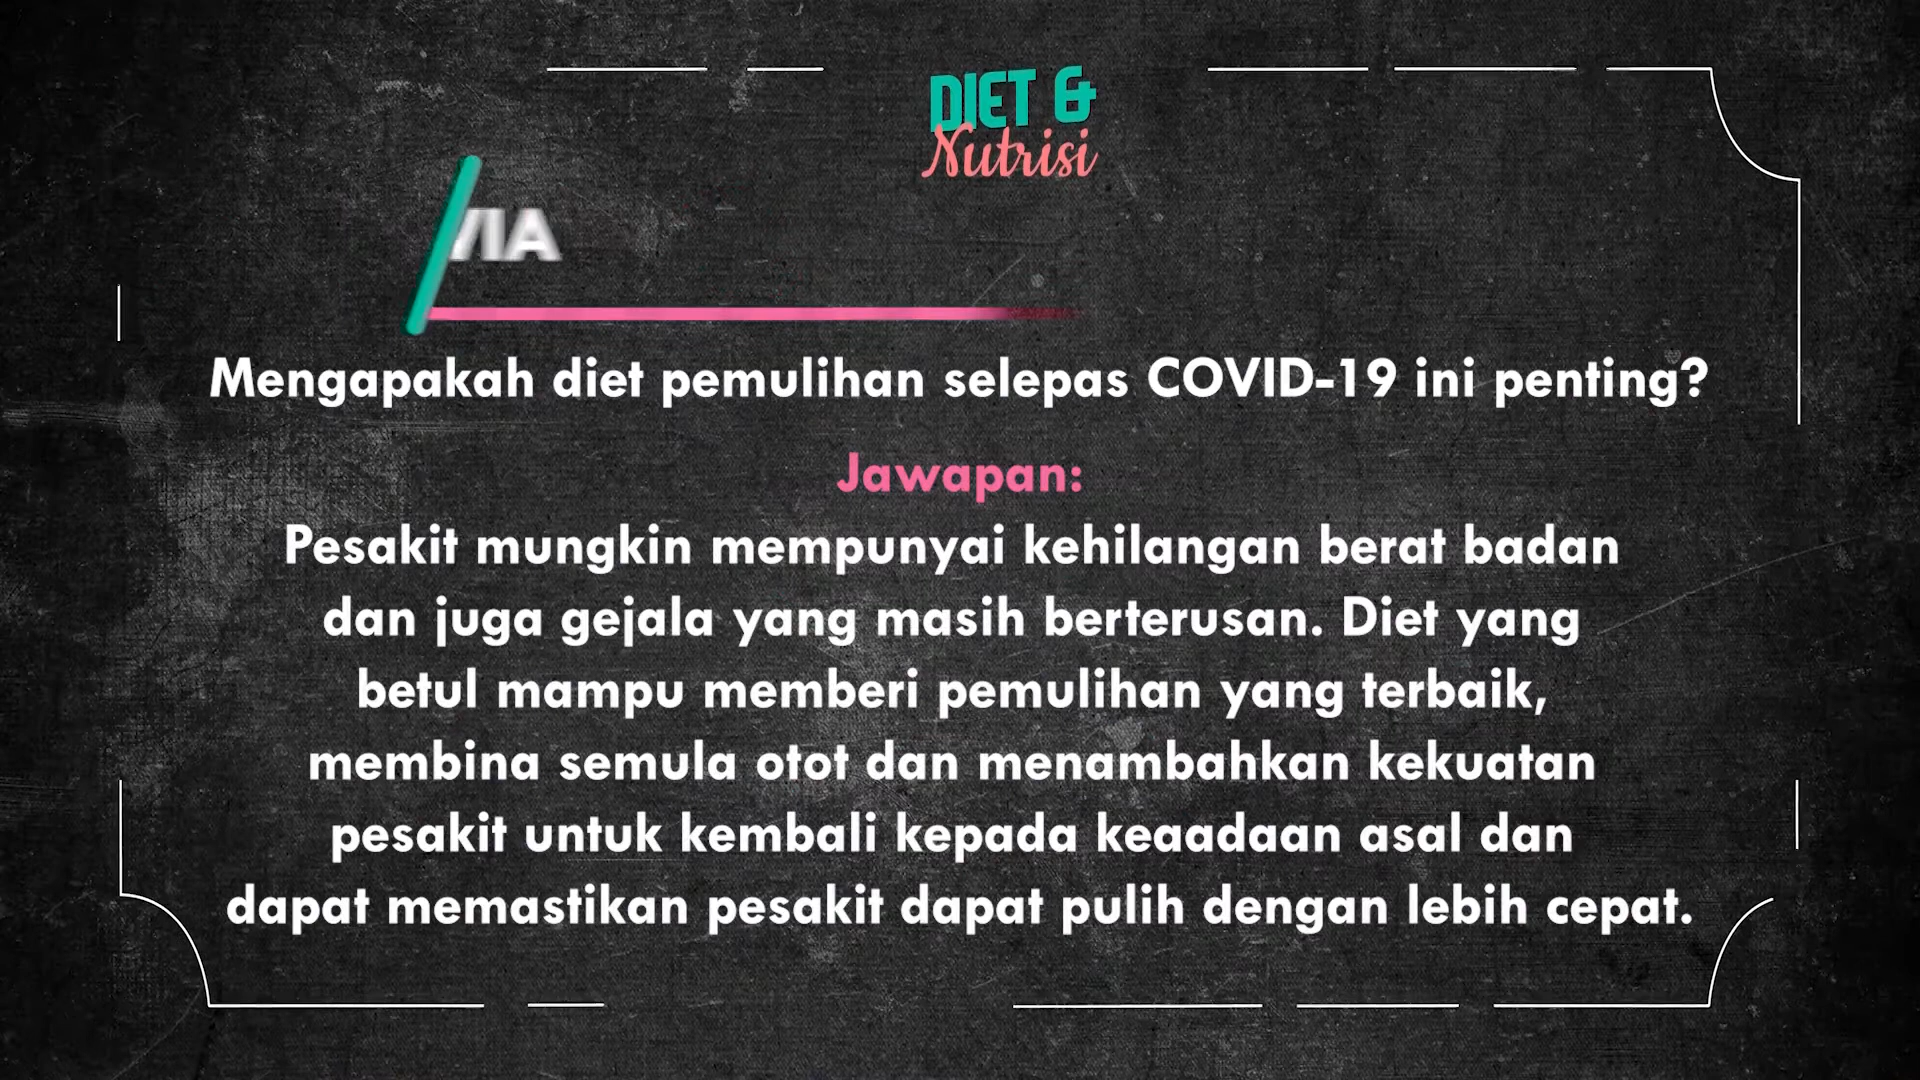 DIET &
Nutrisi
VIA
Mengapakah diet pemulihan selepas COVID-19 ini penting?
Jawapan:
Pesakit mungkin mempunyai kehilangan berat badan
dan juga gejala yang masih berterusan. Diet yang
betul mampu memberi pemulihan yang terbaik,
membina semula otot dan menambahkan kekuatan
pesakit untuk kembali kepada keaadaan asal dan
dapat memastikan pesakit dapat pulih dengan lebih cepat.